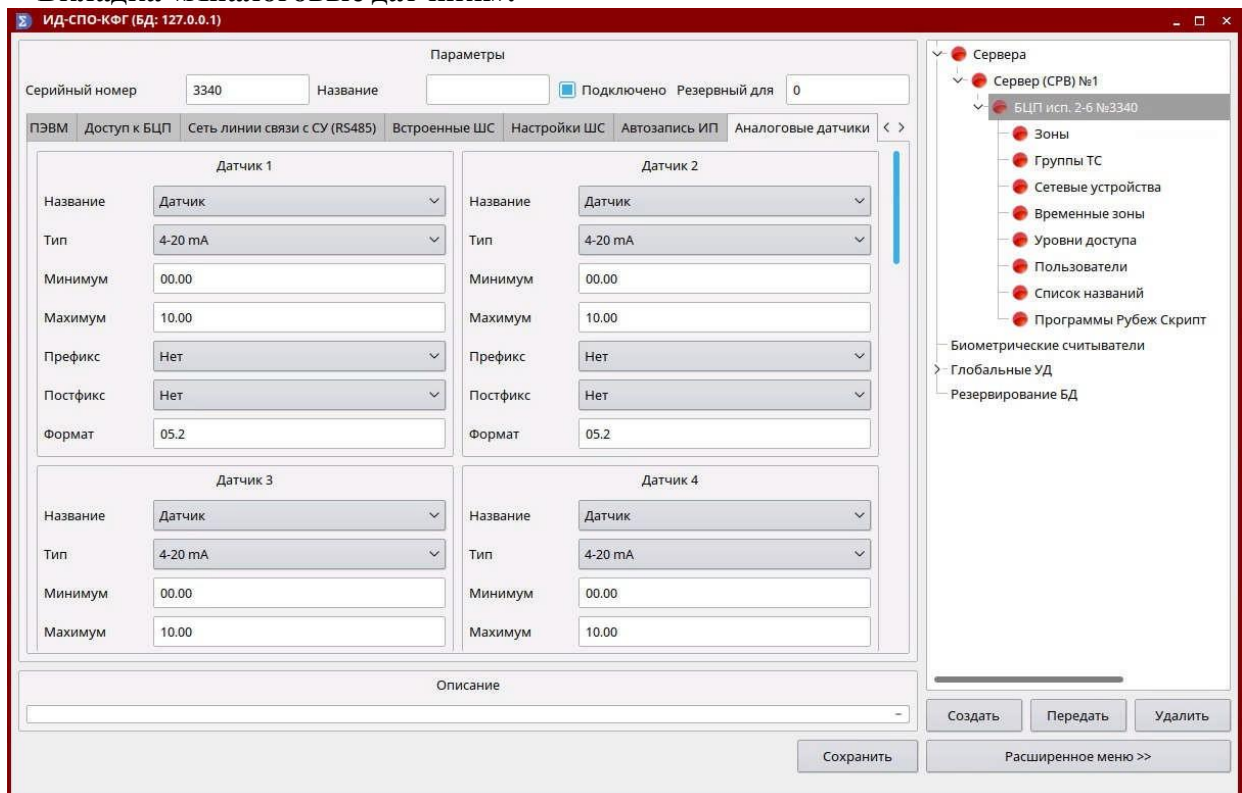 Вкладка «Аналоговые датчики».
ИД-СПО-КФГ (БД: 127.0.0.1)
Параметры
Серийный номер 3340 Название Подключено Резервный для 0
ПЭВМ Доступ к БЦП Сеть линии связи с СУ (RS485) Встроенные ШС Настройки ШС Автозапись ИП Аналоговые датчики < >
Датчик 1
Название Датчик
Тип 4-20 mA
Минимум 00.00
Махимум 10.00
Префикс Нет
Постфикс Нет
Формат 05.2
Датчик 2
Название Датчик
Тип 4-20 mA
Минимум 00.00
Махимум 10.00
Префикс Нет
Постфикс Нет
Формат 05.2
Датчик 3
Название Датчик
Тип 4-20 mA
Минимум 00.00
Махимум 10.00
Датчик 4
Название Датчик
Тип 4-20 mA
Минимум 00.00
Махимум 10.00
Описание
Сохранить
Сервера
Сервер (СРВ) №1
БЦП исп. 2-6 №3340
Зоны
Группы ТС
Сетевые устройства
Временные зоны
Уровни доступа
Пользователи
Список названий
Программы Рубеж Скрипт
Биометрические считыватели
Глобальные УД
Резервирование БД
Создать Передать Удалить
Расширенное меню >>